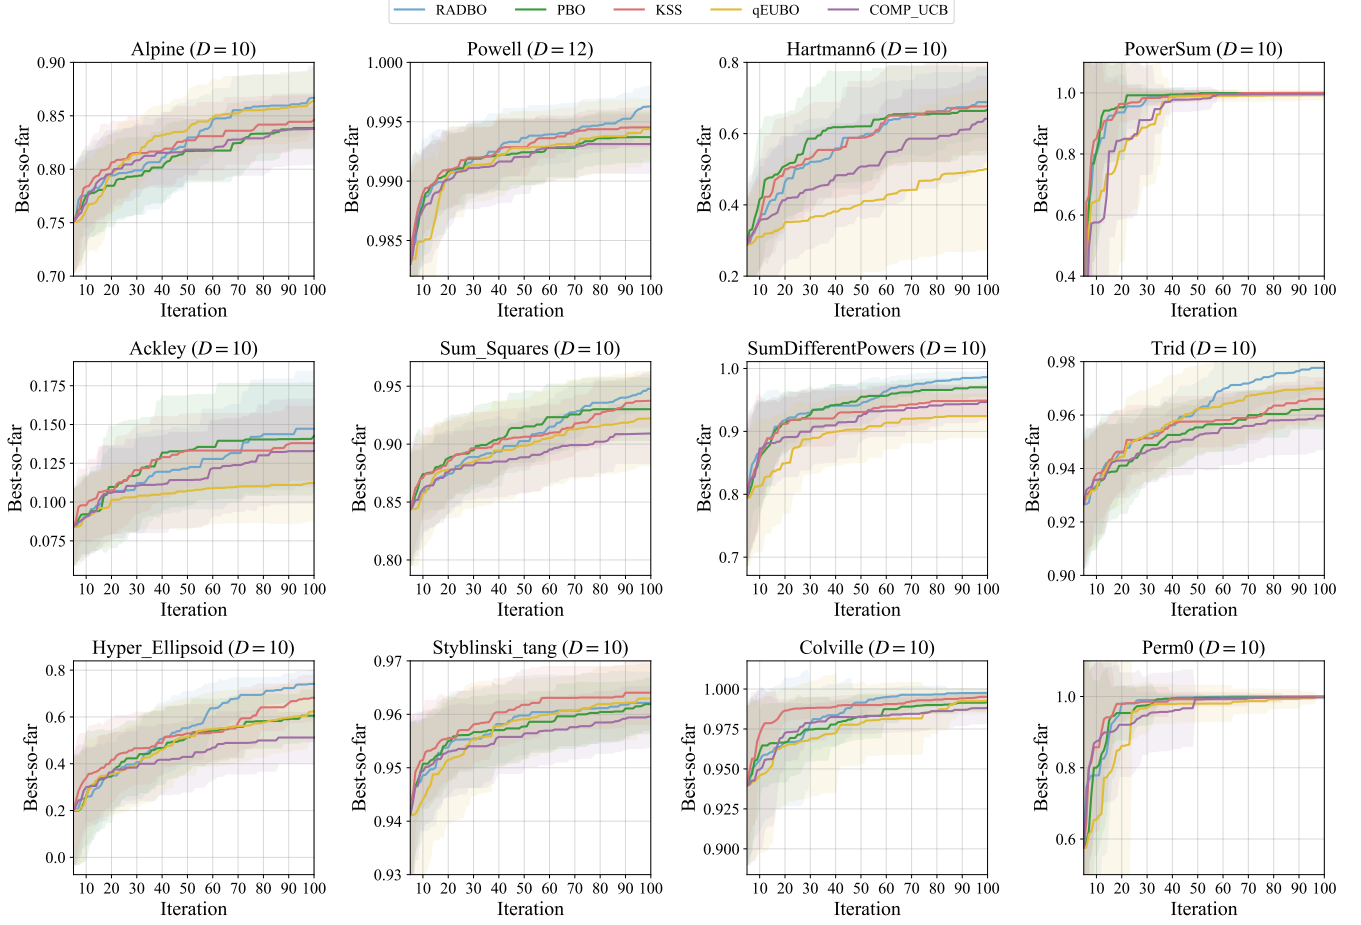 RADBO PBO KSS qEUBO COMP_UCB
Alpine (D = 10) Powell (D = 12) Hartmann6 (D = 10) PowerSum (D = 10)
Best-so-far
0.90
0.85
0.80
0.75
0.70
10 20 30 40 50 60 70 80 90 100
Iteration
Best-so-far
1.000
0.995
0.990
0.985
10 20 30 40 50 60 70 80 90 100
Iteration
Best-so-far
0.8
0.6
0.4
0.2
10 20 30 40 50 60 70 80 90 100
Iteration
Best-so-far
1.0
0.8
0.6
0.4
10 20 30 40 50 60 70 80 90 100
Iteration
Ackley (D = 10) Sum_Squares (D = 10) SumDifferentPowers (D = 10) Trid (D = 10)
Best-so-far
0.175
0.150
0.125
0.100
0.075
10 20 30 40 50 60 70 80 90 100
Iteration
Best-so-far
0.95
0.90
0.85
0.80
10 20 30 40 50 60 70 80 90 100
Iteration
Best-so-far
1.0
0.9
0.8
0.7
10 20 30 40 50 60 70 80 90 100
Iteration
Best-so-far
0.98
0.96
0.94
0.92
0.90
10 20 30 40 50 60 70 80 90 100
Iteration
Hyper_Ellipsoid (D = 10) Styblinski_tang (D = 10) Colville (D = 10) Perm0 (D = 10)
Best-so-far
0.8
0.6
0.4
0.2
0.0
10 20 30 40 50 60 70 80 90 100
Iteration
Best-so-far
0.97
0.96
0.95
0.94
0.93
10 20 30 40 50 60 70 80 90 100
Iteration
Best-so-far
1.000
0.975
0.950
0.925
0.900
10 20 30 40 50 60 70 80 90 100
Iteration
Best-so-far
1.0
0.8
0.6
10 20 30 40 50 60 70 80 90 100
Iteration